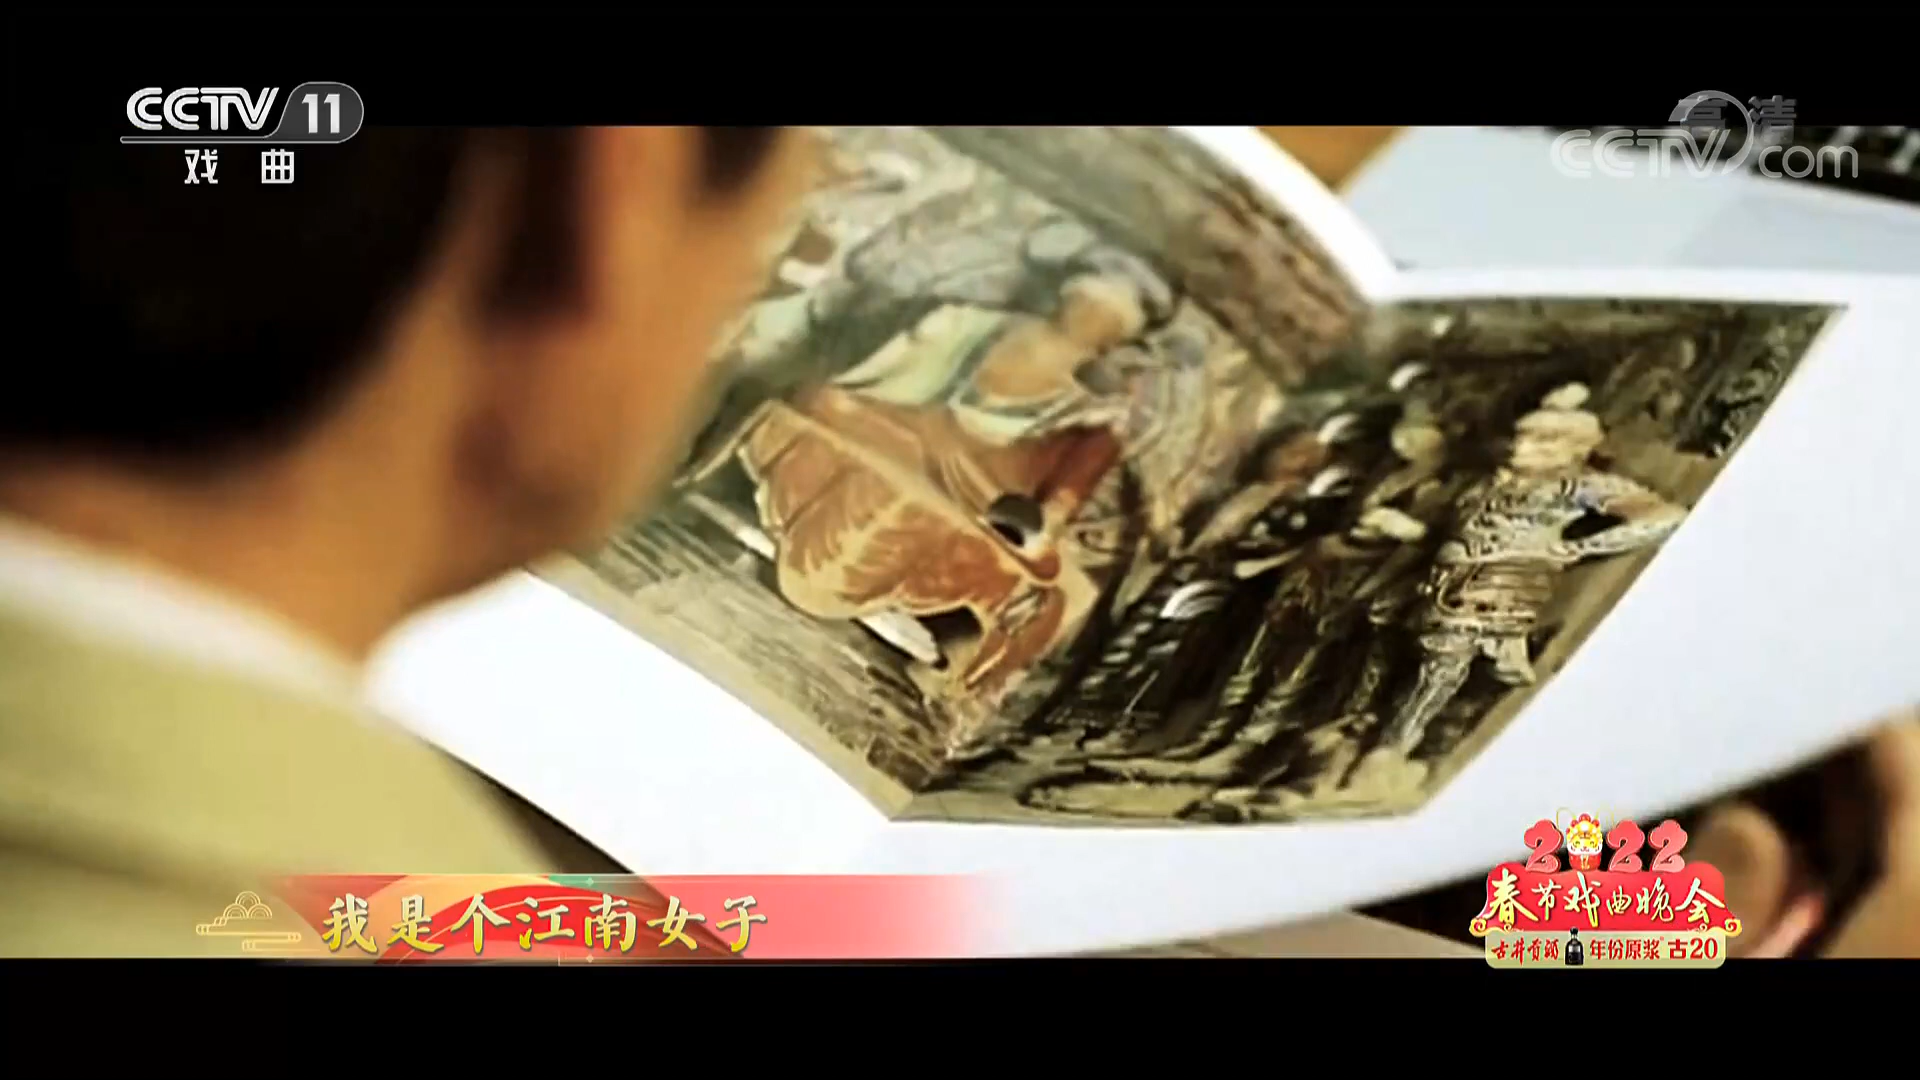 CCTV 11
戏曲
高清
CCTV.com
我是个江南女子
2022
春节戏曲晚会
古井贡酒 年份原浆 古20